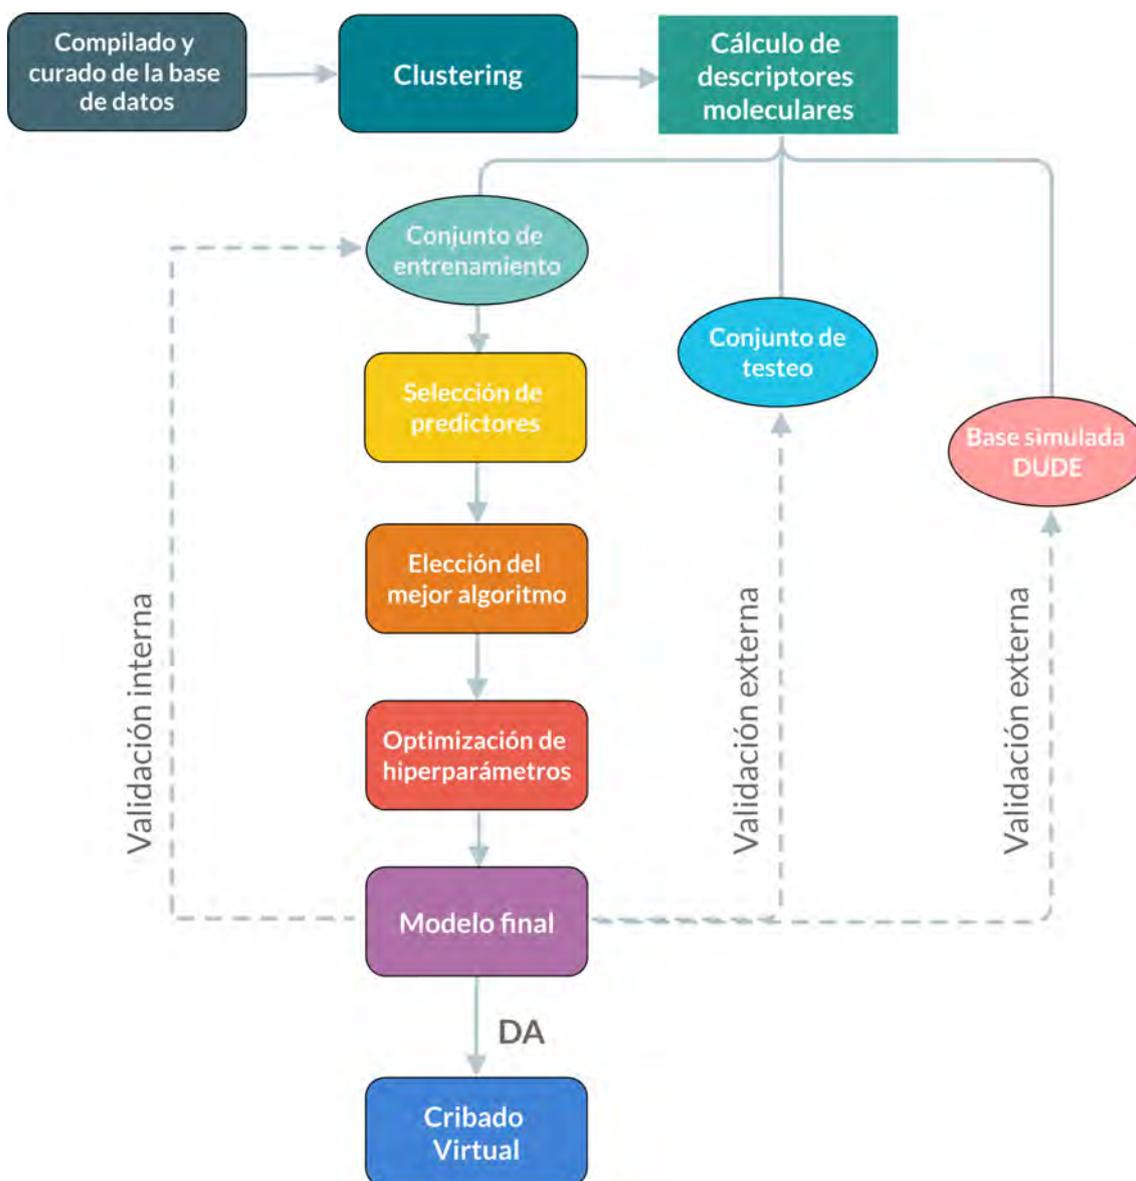 Compilado y
curado de la base
de datos
Clustering
Cálculo de
descriptores
moleculares
Conjunto de
entrenamiento
Conjunto de
testeo
Selección de
predictores
Base simulada
DUDE
Elección del
mejor algoritmo
Optimización de
hiperparámetros
Validación interna
Validación externa
Validación externa
Modelo final
DA
Cribado
Virtual